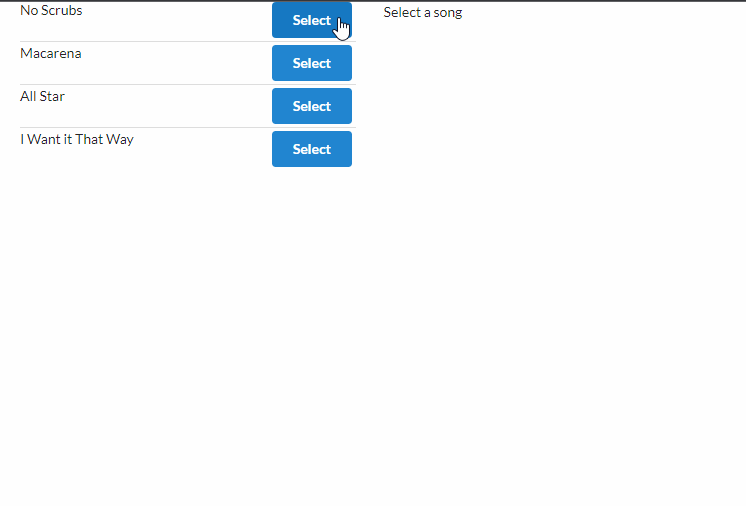 No Scrubs Select
Macarena Select
All Star Select
I Want it That Way Select
Select a song